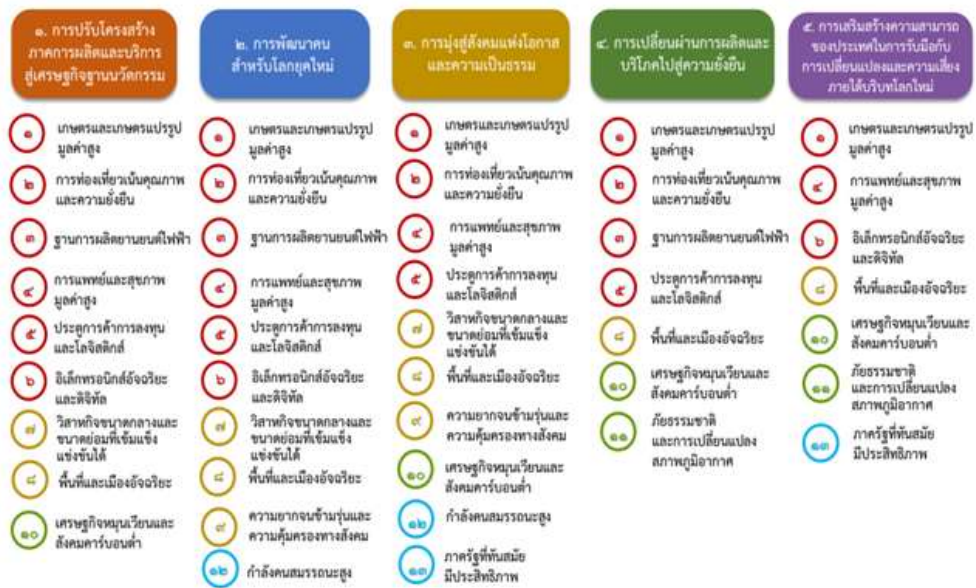 ๑. การปรับโครงสร้าง
ภาคการผลิตและบริการ
สู่เศรษฐกิจฐานนวัตกรรม
๑ เกษตรและเกษตรแปรรูป
มูลค่าสูง
๒ การท่องเที่ยวเน้นคุณภาพ
และความยั่งยืน
๓ ฐานการผลิตยานยนต์ไฟฟ้า
๔ การแพทย์และสุขภาพ
มูลค่าสูง
๕ ประตูการค้าการลงทุน
และโลจิสติกส์
๖ อิเล็กทรอนิกส์อัจฉริยะ
และดิจิทัล
๗ วิสาหกิจขนาดกลางและ
ขนาดย่อมที่เข้มแข็ง
แข่งขันได้
๘ พื้นที่และเมืองอัจฉริยะ
๑๐ เศรษฐกิจหมุนเวียนและ
สังคมคาร์บอนต่ำ
๒. การพัฒนาคน
สำหรับโลกยุคใหม่
๑ เกษตรและเกษตรแปรรูป
มูลค่าสูง
๒ การท่องเที่ยวเน้นคุณภาพ
และความยั่งยืน
๓ ฐานการผลิตยานยนต์ไฟฟ้า
๔ การแพทย์และสุขภาพ
มูลค่าสูง
๕ ประตูการค้าการลงทุน
และโลจิสติกส์
๖ อิเล็กทรอนิกส์อัจฉริยะ
และดิจิทัล
๗ วิสาหกิจขนาดกลางและ
ขนาดย่อมที่เข้มแข็ง
แข่งขันได้
๘ พื้นที่และเมืองอัจฉริยะ
๙ ความยากจนข้ามรุ่นและ
ความคุ้มครองทางสังคม
๑๒ กำลังคนสมรรถนะสูง
๓. การมุ่งสู่สังคมแห่งโอกาส
และความเป็นธรรม
๑ เกษตรและเกษตรแปรรูป
มูลค่าสูง
๒ การท่องเที่ยวเน้นคุณภาพ
และความยั่งยืน
๔ การแพทย์และสุขภาพ
มูลค่าสูง
๕ ประตูการค้าการลงทุน
และโลจิสติกส์
๗ วิสาหกิจขนาดกลางและ
ขนาดย่อมที่เข้มแข็ง
แข่งขันได้
๘ พื้นที่และเมืองอัจฉริยะ
๙ ความยากจนข้ามรุ่นและ
ความคุ้มครองทางสังคม
๑๐ เศรษฐกิจหมุนเวียนและ
สังคมคาร์บอนต่ำ
๑๒ กำลังคนสมรรถนะสูง
๑๓ ภาครัฐที่ทันสมัย
มีประสิทธิภาพ
๔. การเปลี่ยนผ่านการผลิตและ
บริโภคไปสู่ความยั่งยืน
๑ เกษตรและเกษตรแปรรูป
มูลค่าสูง
๒ การท่องเที่ยวเน้นคุณภาพ
และความยั่งยืน
๓ ฐานการผลิตยานยนต์ไฟฟ้า
๕ ประตูการค้าการลงทุน
และโลจิสติกส์
๘ พื้นที่และเมืองอัจฉริยะ
๑๐ เศรษฐกิจหมุนเวียนและ
สังคมคาร์บอนต่ำ
๑๑ ภัยธรรมชาติ
และการเปลี่ยนแปลง
สภาพภูมิอากาศ
๕. การเสริมสร้างความสามารถ
ของประเทศในการรับมือกับ
การเปลี่ยนแปลงและความเสี่ยง
ภายใต้บริบทโลกใหม่
๑ เกษตรและเกษตรแปรรูป
มูลค่าสูง
๔ การแพทย์และสุขภาพ
มูลค่าสูง
๖ อิเล็กทรอนิกส์อัจฉริยะ
และดิจิทัล
๘ พื้นที่และเมืองอัจฉริยะ
๑๐ เศรษฐกิจหมุนเวียนและ
สังคมคาร์บอนต่ำ
๑๑ ภัยธรรมชาติ
และการเปลี่ยนแปลง
สภาพภูมิอากาศ
๑๓ ภาครัฐที่ทันสมัย
มีประสิทธิภาพ